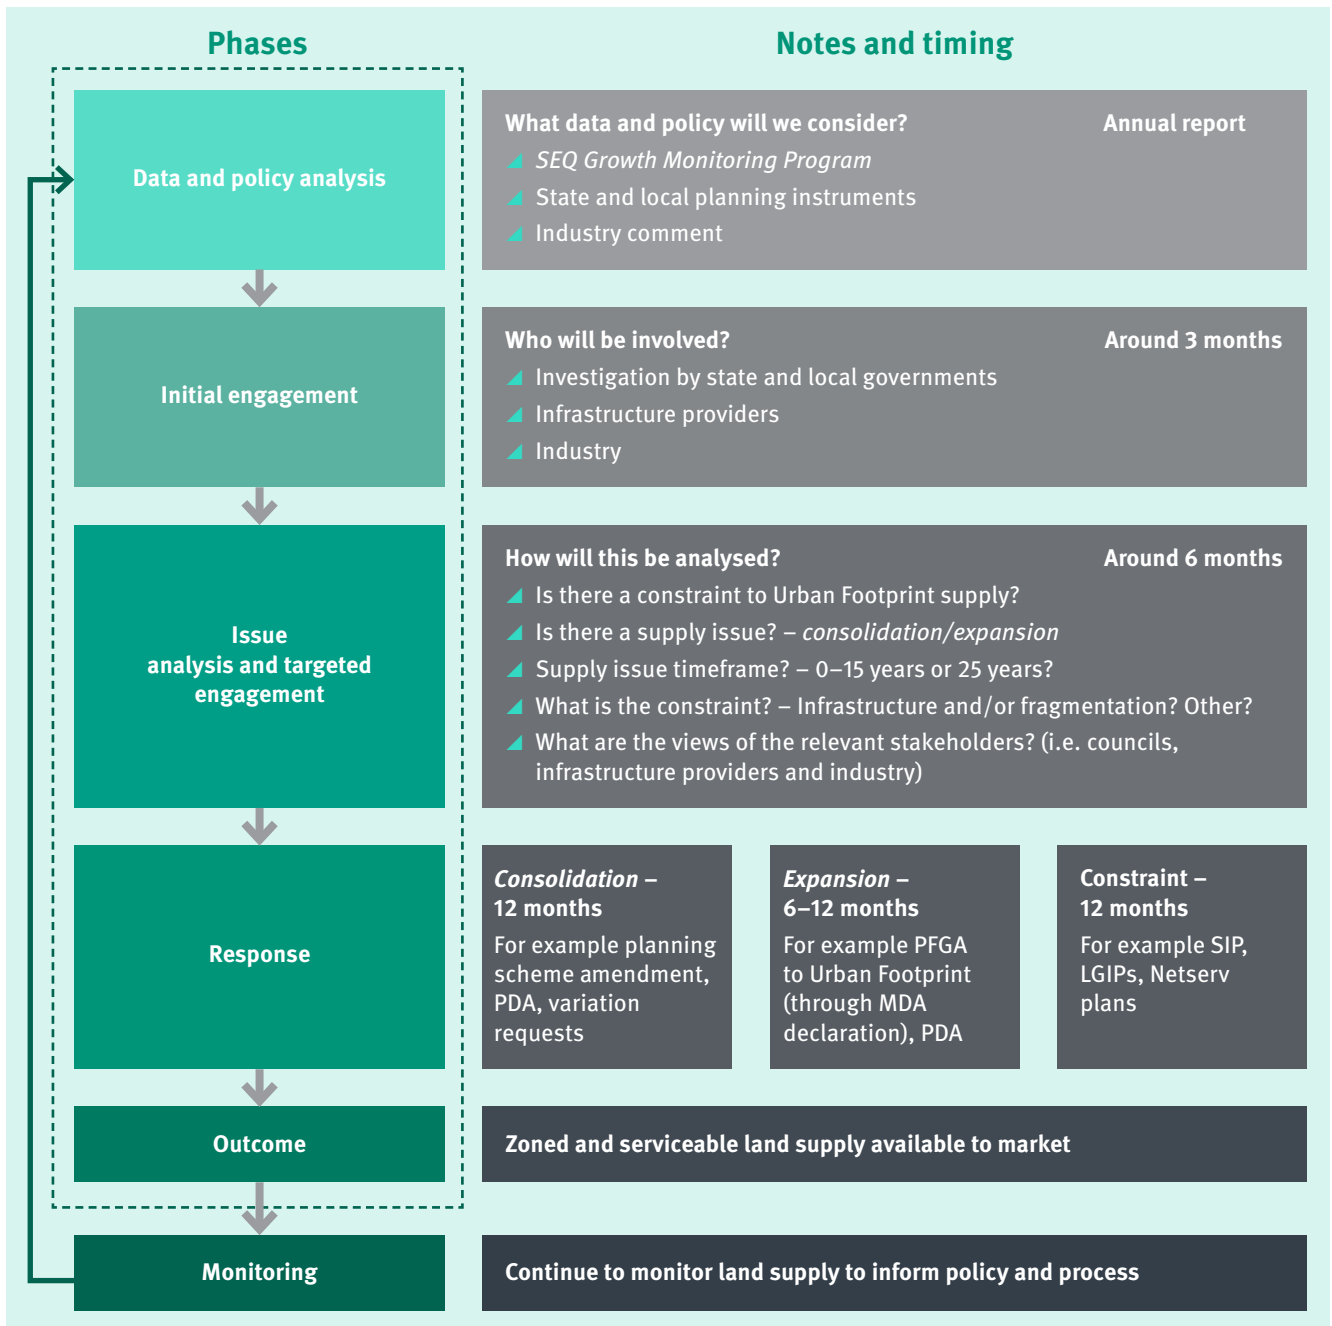 Phases
Notes and timing
Data and policy analysis
What data and policy will we consider?
Annual report
SEQ Growth Monitoring Program
State and local planning instruments
Industry comment
Initial engagement
Who will be involved?
Around 3 months
Investigation by state and local governments
Infrastructure providers
Industry
Issue
analysis and targeted
engagement
How will this be analysed?
Around 6 months
Is there a constraint to Urban Footprint supply?
Is there a supply issue? – consolidation/expansion
Supply issue timeframe? – 0–15 years or 25 years?
What is the constraint? – Infrastructure and/or fragmentation? Other?
What are the views of the relevant stakeholders? (i.e. councils,
infrastructure providers and industry)
Response
Consolidation –
12 months
For example planning
scheme amendment,
PDA, variation
requests
Expansion –
6–12 months
For example PFGA
to Urban Footprint
(through MDA
declaration), PDA
Constraint –
12 months
For example SIP,
LGIPs, Netserv
plans
Outcome
Zoned and serviceable land supply available to market
Monitoring
Continue to monitor land supply to inform policy and process